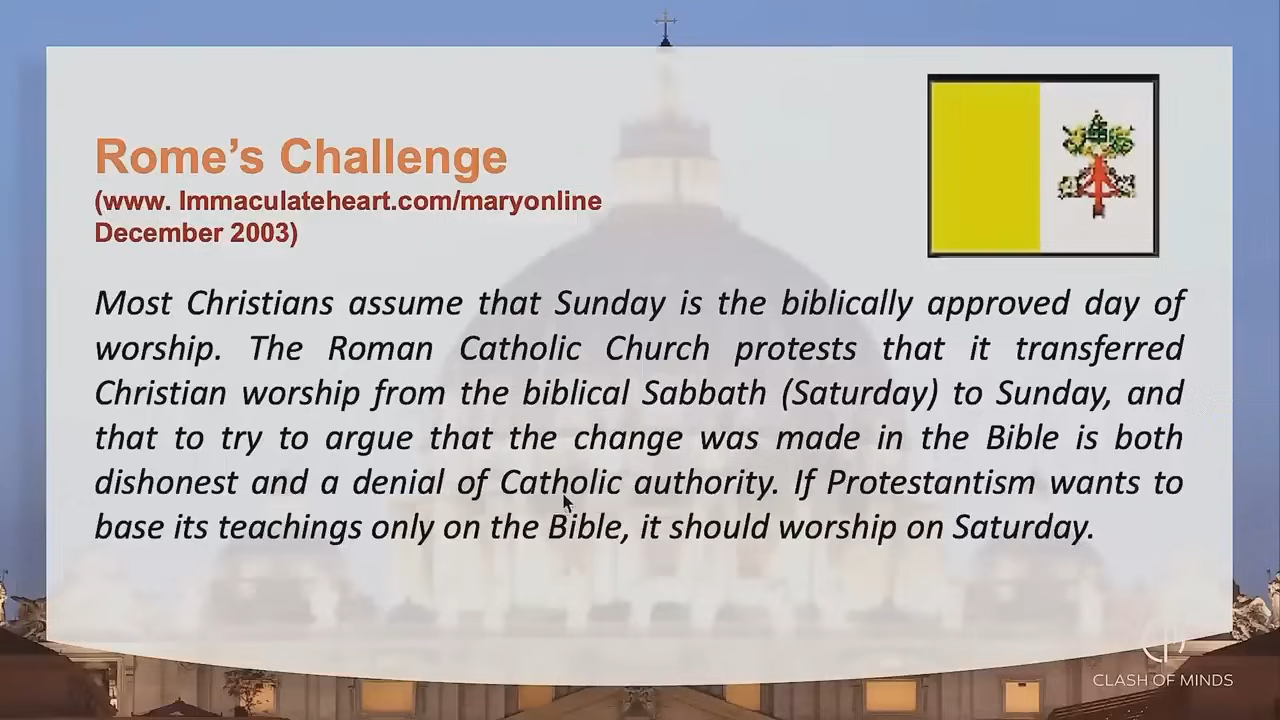 Rome’s Challenge
(www. Immaculateheart.com/maryonline
December 2003)
Most Christians assume that Sunday is the biblically approved day of
worship. The Roman Catholic Church protests that it transferred
Christian worship from the biblical Sabbath (Saturday) to Sunday, and
that to try to argue that the change was made in the Bible is both
dishonest and a denial of Catholic authority. If Protestantism wants to
base its teachings only on the Bible, it should worship on Saturday.
CLASH OF MINDS